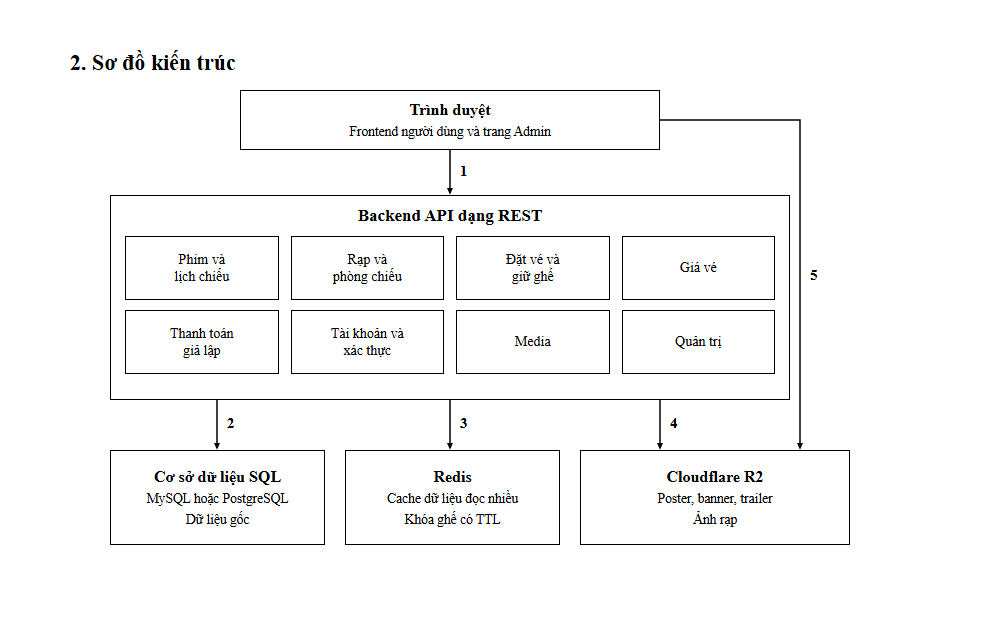 2. Sơ đồ kiến trúc
Trình duyệt
Frontend người dùng và trang Admin
1
Backend API dạng REST
Phim và
lịch chiếu
Rạp và
phòng chiếu
Đặt vé và
giữ ghế
Giá vé
5
Thanh toán
giả lập
Tài khoản và
xác thực
Media
Quản trị
2
3
4
Cơ sở dữ liệu SQL
MySQL hoặc PostgreSQL
Dữ liệu gốc
Redis
Cache dữ liệu đọc nhiều
Khóa ghế có TTL
Cloudflare R2
Poster, banner, trailer
Ảnh rạp